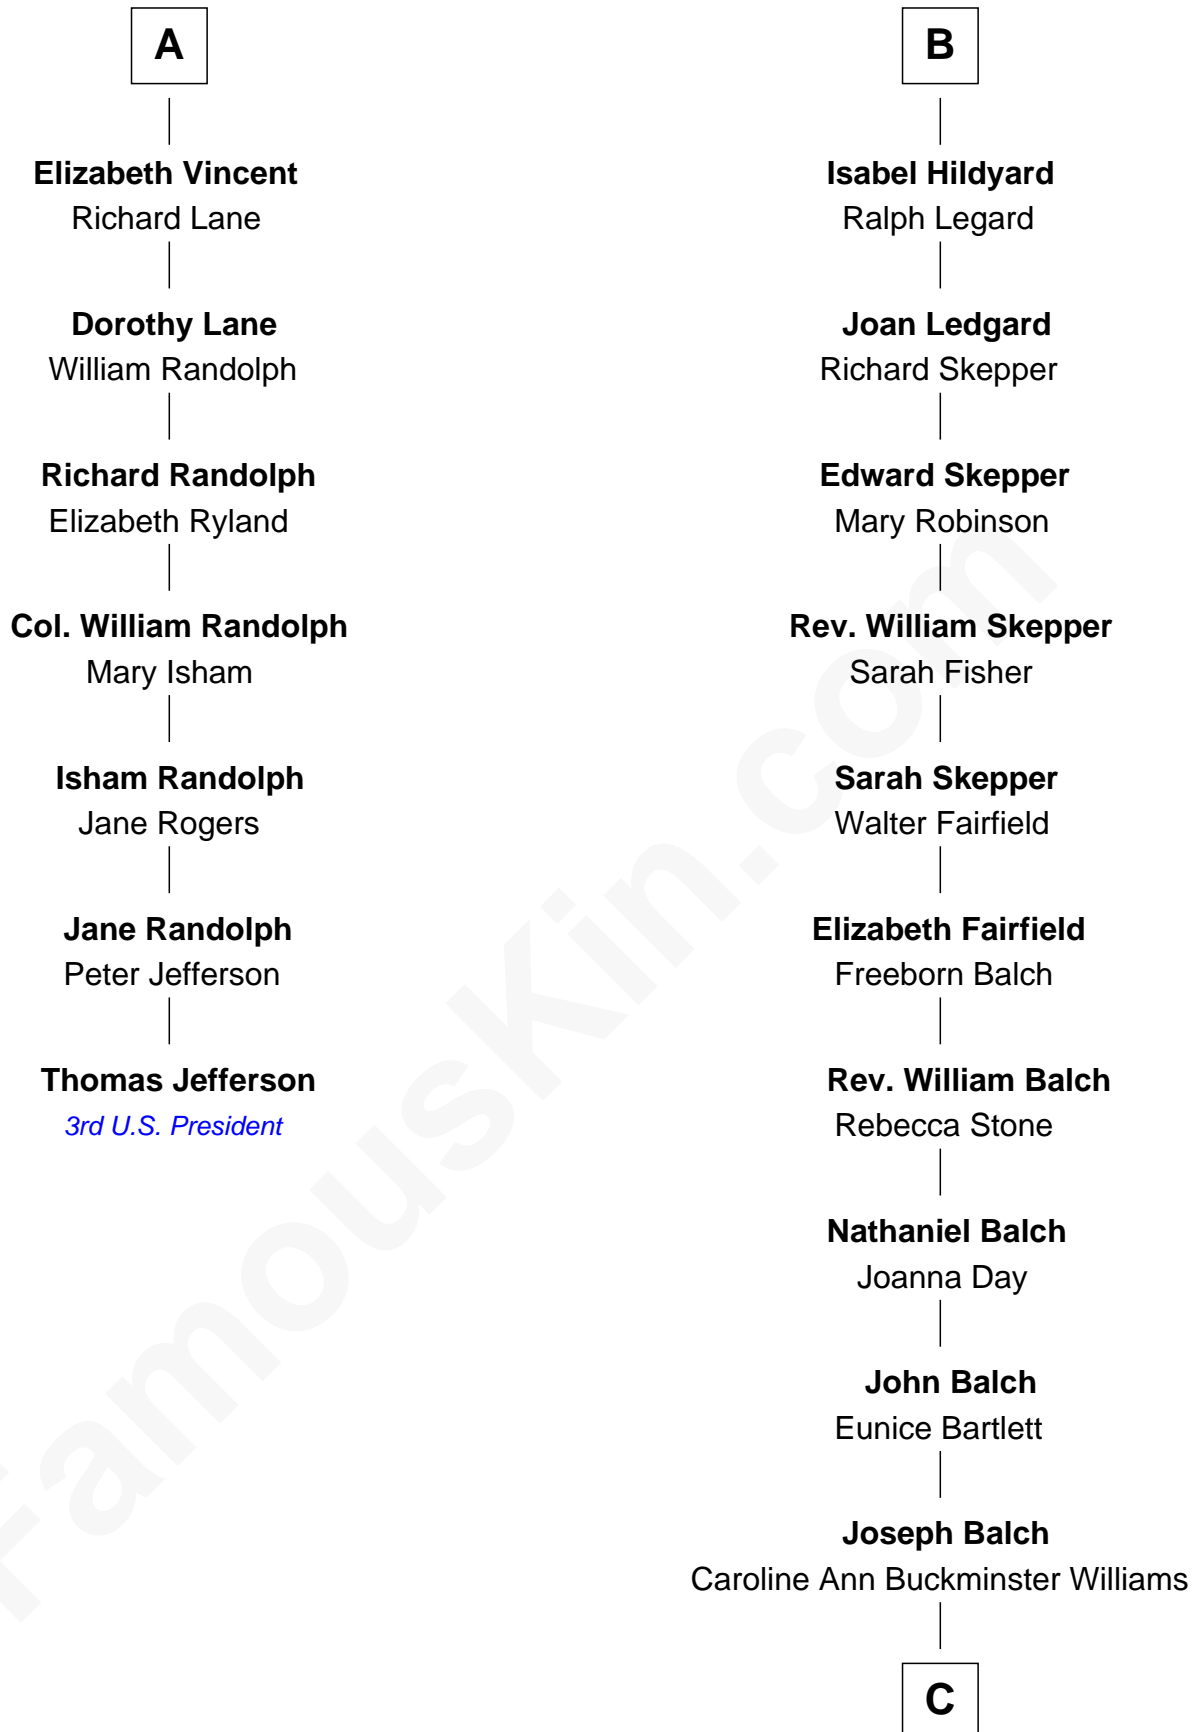 A
Elizabeth Vincent
Richard Lane
Dorothy Lane
William Randolph
Richard Randolph
Elizabeth Ryland
Col. William Randolph
Mary Isham
Isham Randolph
Jane Rogers
Jane Randolph
Peter Jefferson
Thomas Jefferson
3rd U.S. President
B
Isabel Hildyard
Ralph Legard
Joan Ledgard
Richard Skepper
Edward Skepper
Mary Robinson
Rev. William Skepper
Sarah Fisher
Sarah Skepper
Walter Fairfield
Elizabeth Fairfield
Freeborn Balch
Rev. William Balch
Rebecca Stone
Nathaniel Balch
Joanna Day
John Balch
Eunice Bartlett
Joseph Balch
Caroline Ann Buckminster Williams
C
FamousKin.com